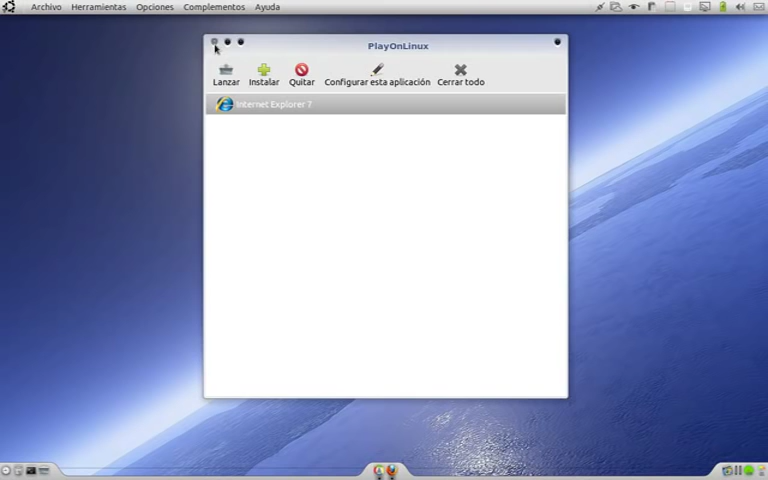 Archivo Herramientas Opciones Complementos Ayuda
PlayOnLinux
Lanzar Instalar Quitar Configurar esta aplicación Cerrar todo
Internet Explorer 7